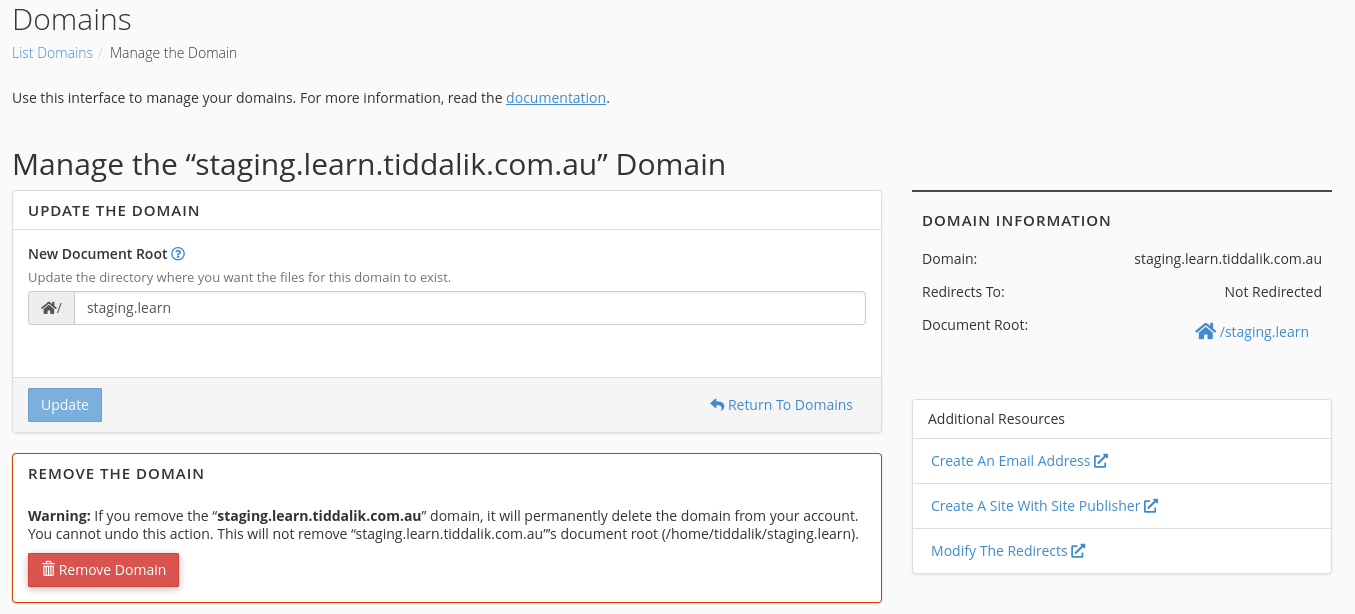 Domains
List Domains / Manage the Domain
Use this interface to manage your domains. For more information, read the documentation.
Manage the “staging.learn.tiddalik.com.au” Domain
UPDATE THE DOMAIN
New Document Root
Update the directory where you want the files for this domain to exist.
/ staging.learn
Update
Return To Domains
REMOVE THE DOMAIN
Warning: If you remove the “staging.learn.tiddalik.com.au” domain, it will permanently delete the domain from your account.
You cannot undo this action. This will not remove “staging.learn.tiddalik.com.au”’s document root (/home/tiddalik/staging.learn).
Remove Domain
DOMAIN INFORMATION
Domain: staging.learn.tiddalik.com.au
Redirects To: Not Redirected
Document Root: /staging.learn
Additional Resources
Create An Email Address
Create A Site With Site Publisher
Modify The Redirects